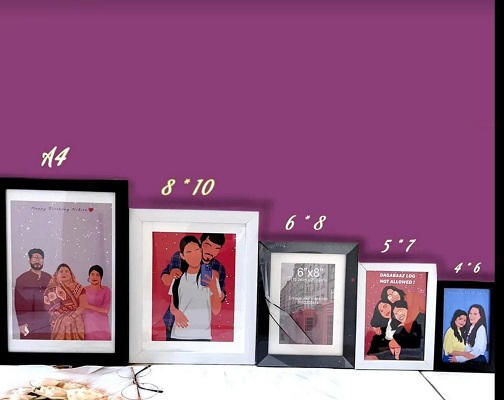 A4
8 * 10
6 * 8
5 * 7
4 * 6
Happy Birthday
6"x8"
DAGABAAZ LOG
NOT ALLOWED !